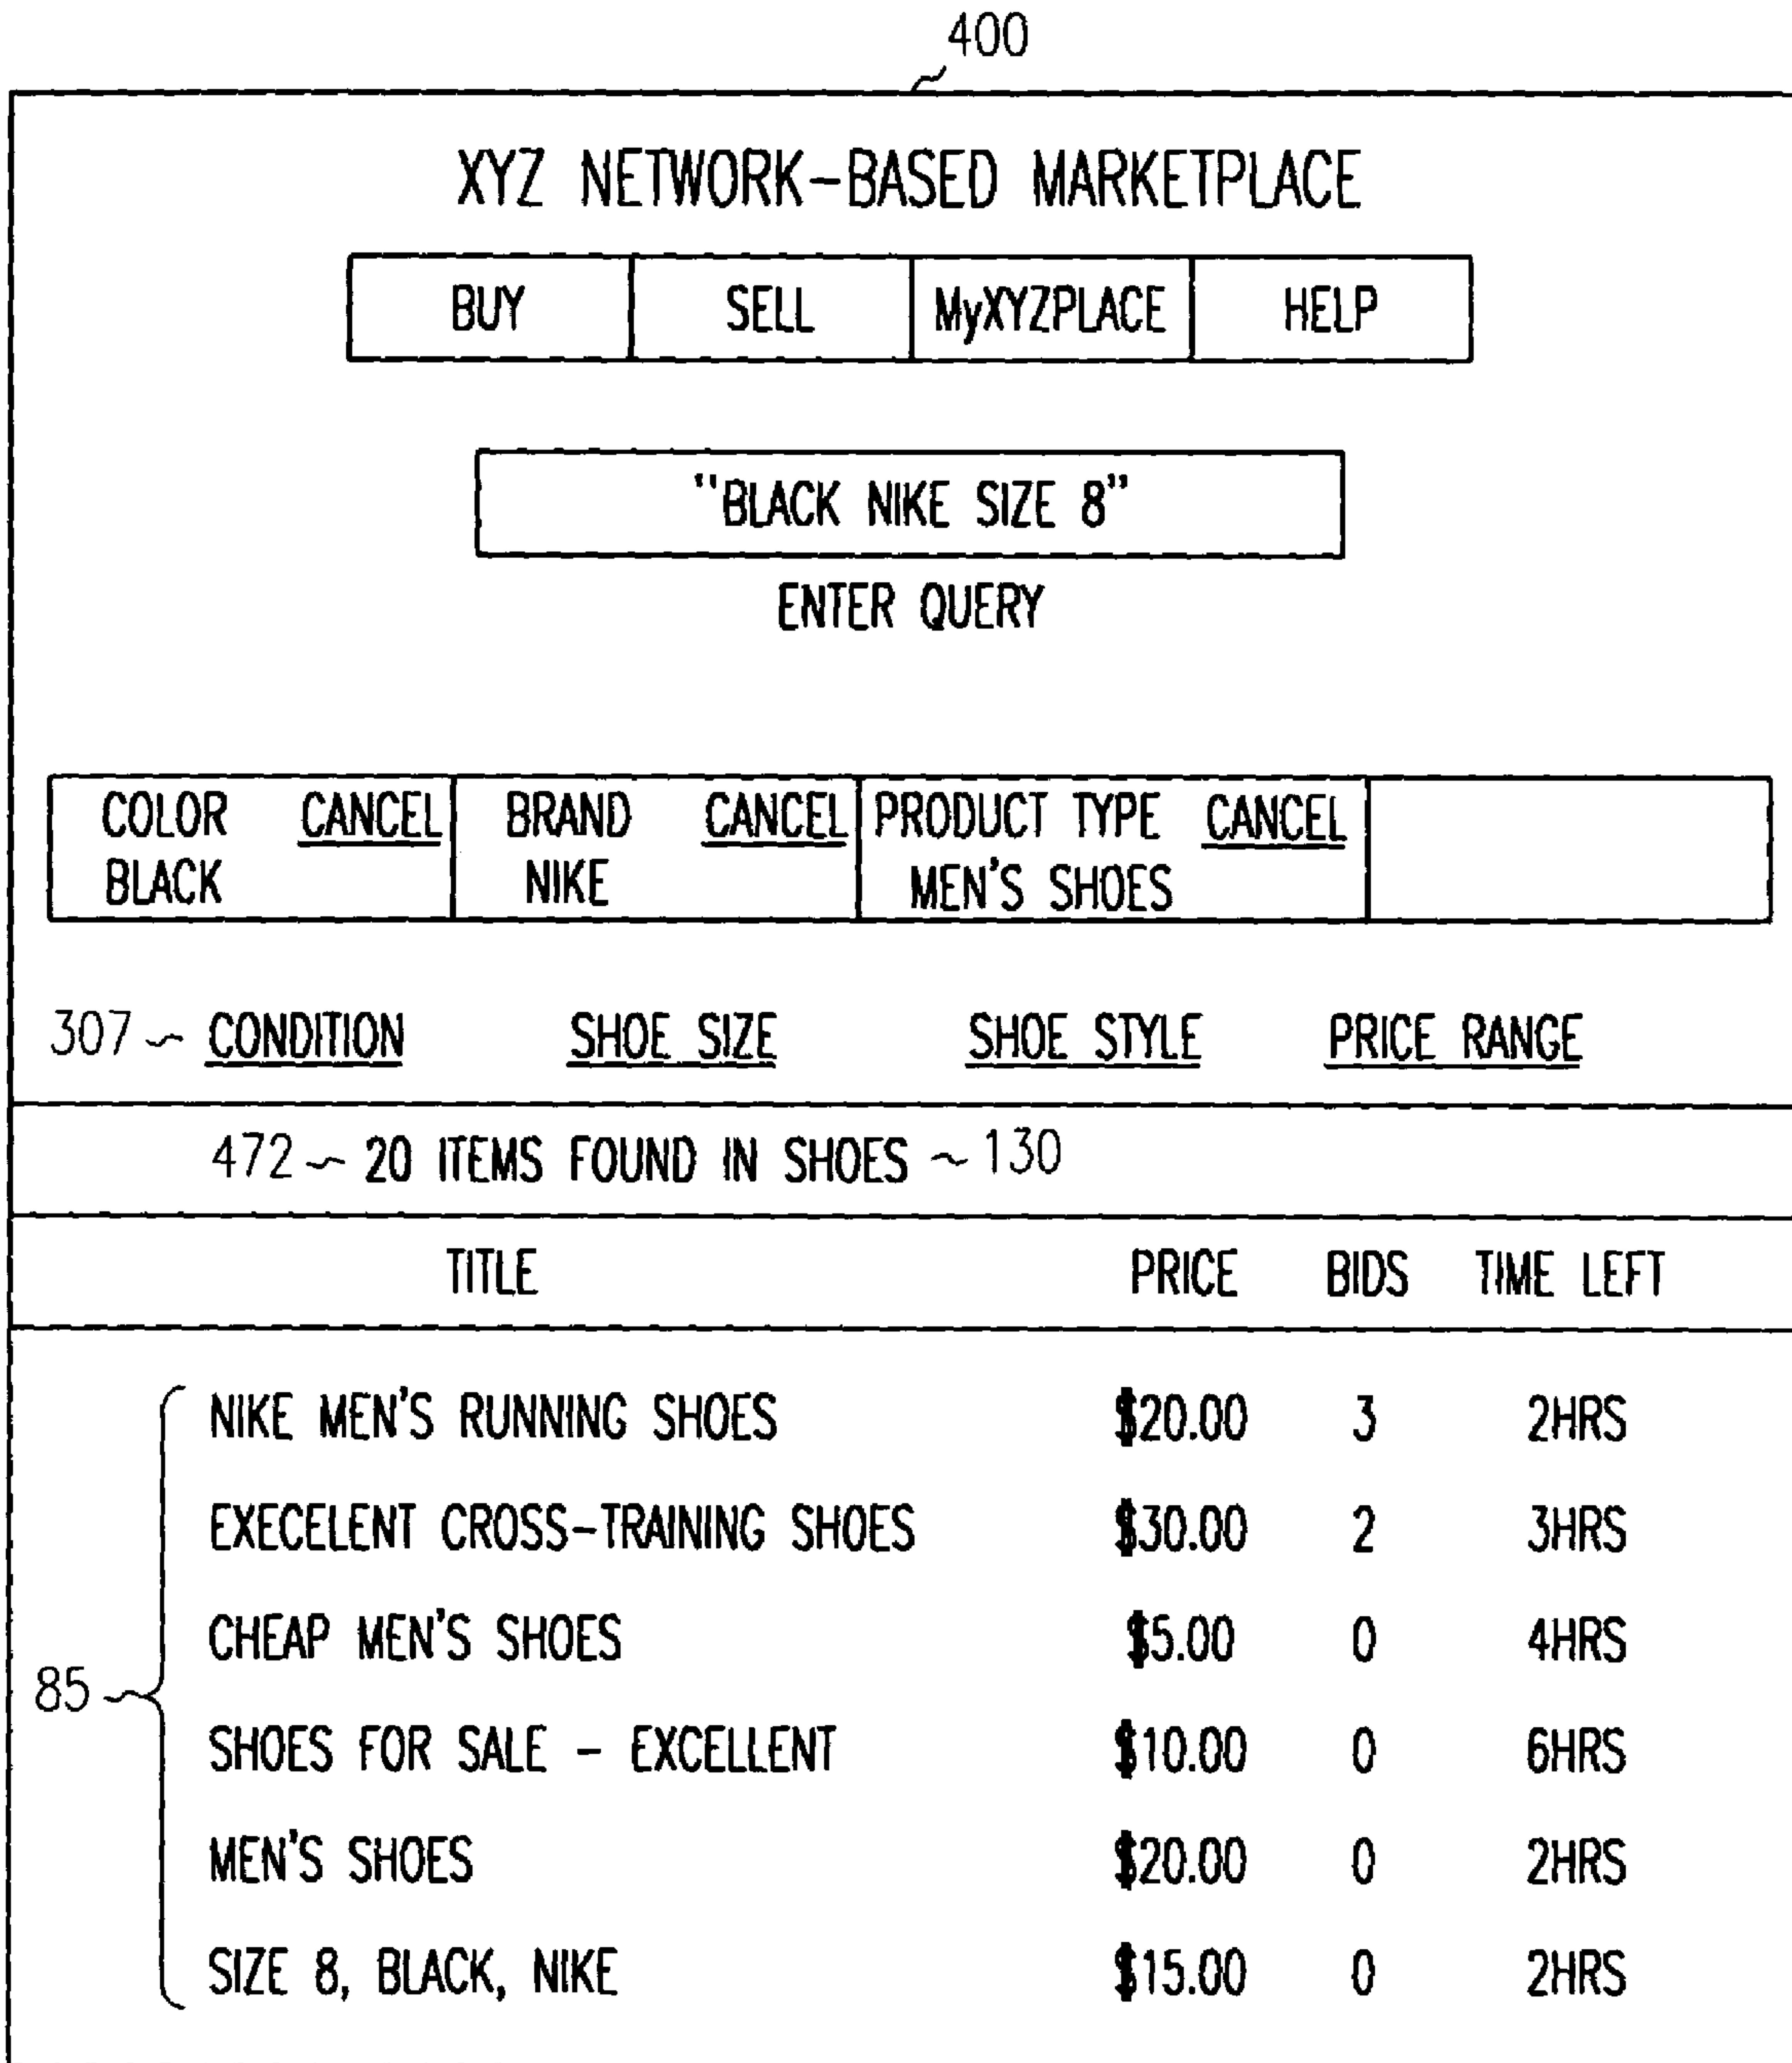 400
XYZ NETWORK-BASED MARKETPLACE
BUY SELL MyXYZPLACE HELP
"BLACK NIKE SIZE 8"
ENTER QUERY
COLOR CANCEL BRAND CANCEL PRODUCT TYPE CANCEL
BLACK NIKE MEN'S SHOES
307 CONDITION SHOE SIZE SHOE STYLE PRICE RANGE
472 20 ITEMS FOUND IN SHOES 130
TITLE PRICE BIDS TIME LEFT
NIKE MEN'S RUNNING SHOES $20.00 3 2HRS
EXECELENT CROSS-TRAINING SHOES $30.00 2 3HRS
CHEAP MEN'S SHOES $5.00 0 4HRS
85
SHOES FOR SALE - EXCELLENT $10.00 0 6HRS
MEN'S SHOES $20.00 0 2HRS
SIZE 8, BLACK, NIKE $15.00 0 2HRS